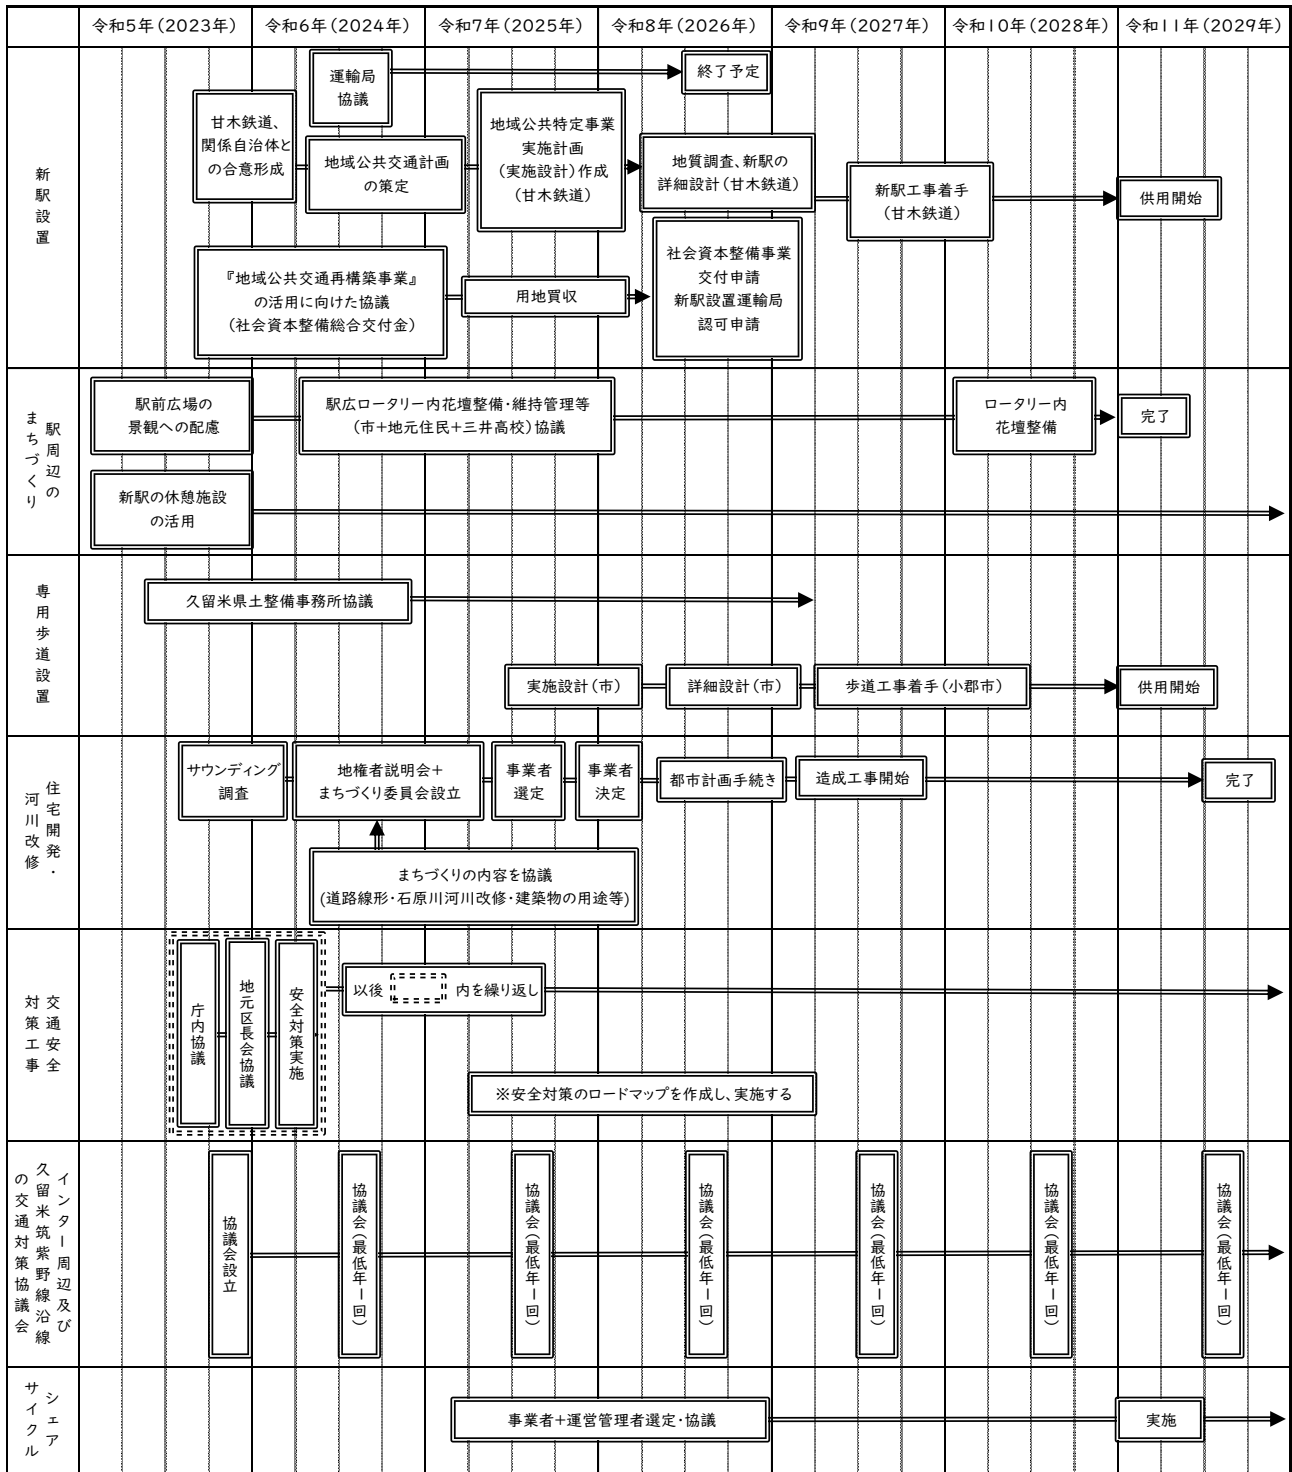 令和5年(2023年)
令和6年(2024年)
令和7年(2025年)
令和8年(2026年)
令和9年(2027年)
令和10年(2028年)
令和11年(2029年)
新駅設置
運輸局
協議
終了予定
甘木鉄道、
関係自治体と
の合意形成
地域公共交通計画
の策定
地域公共特定事業
実施計画
(実施設計)作成
(甘木鉄道)
地質調査、新駅の
詳細設計(甘木鉄道)
新駅工事着手
(甘木鉄道)
供用開始
『地域公共交通再構築事業』
の活用に向けた協議
(社会資本整備総合交付金)
用地買収
社会資本整備事業
交付申請
新駅設置運輸局
認可申請
駅周辺の
まちづくり
駅前広場の
景観への配慮
駅広ロータリー内花壇整備・維持管理等
(市+地元住民+三井高校)協議
ロータリー内
花壇整備
完了
新駅の休憩施設
の活用
専用歩道設置
久留米県土整備事務所協議
実施設計(市)
詳細設計(市)
歩道工事着手(小郡市)
供用開始
住宅開発・
河川改修
サウンディング
調査
地権者説明会+
まちづくり委員会設立
事業者
選定
事業者
決定
都市計画手続き
造成工事開始
完了
まちづくりの内容を協議
(道路線形・石原川河川改修・建築物の用途等)
交通安全
対策工事
庁内協議
地元区長会協議
安全対策実施
以後 内を繰り返し
※安全対策のロードマップを作成し、実施する
インター周辺及び
久留米筑紫野線沿線
の交通対策協議会
協議会設立
協議会(最低年1回)
協議会(最低年1回)
協議会(最低年1回)
協議会(最低年1回)
協議会(最低年1回)
協議会(最低年1回)
シェア
サイクル
事業者+運営管理者選定・協議
実施